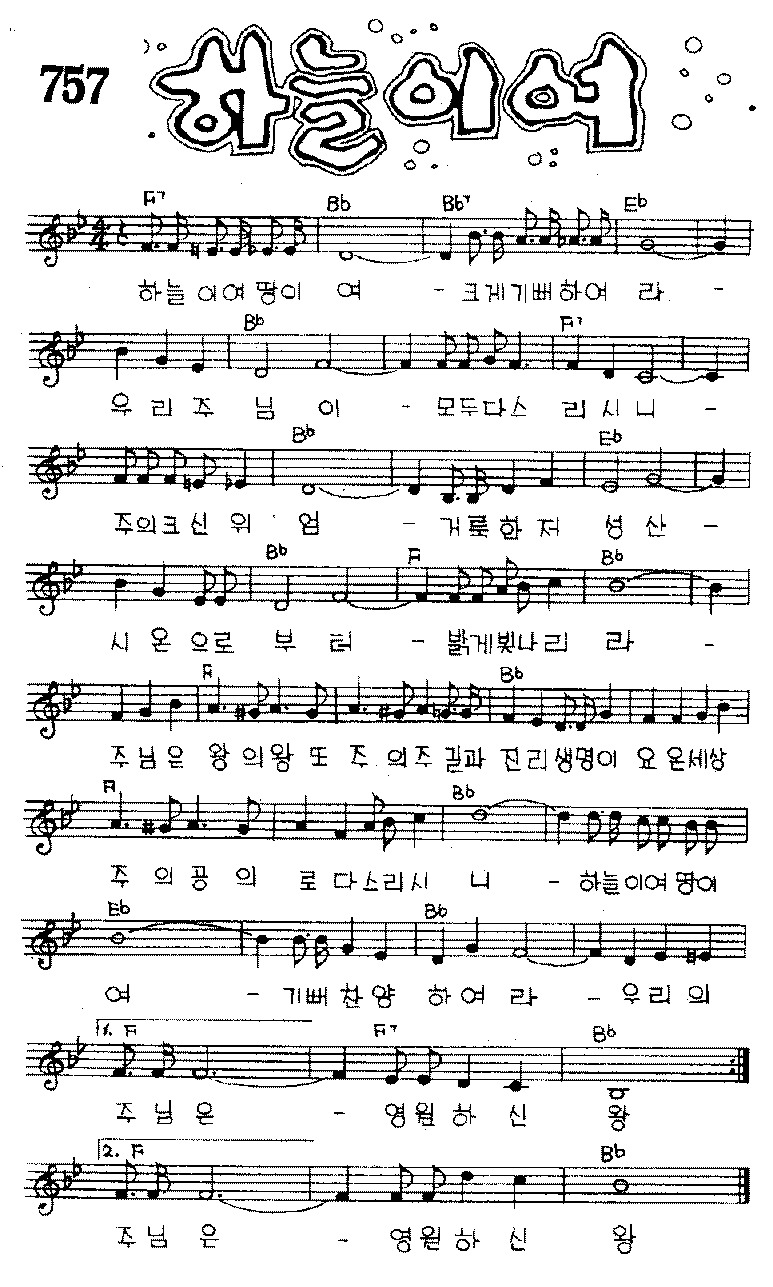 757
하늘이여
F7 Bb Bb7 Eb
하늘이여 땅이 여 - 크게기뻐하여 라 -
Bb F7
우 리 주 님 이 - 모두다스 리 시 니 -
Bb Eb
주의크신 위 엄 - 거룩한 저 성 산 -
Bb F Bb
시 온 으로 부 터 - 밝게빛나리 라 -
F Bb
주 님 은 왕 의왕 또 주 의주 길과 진리생명이 요 온세상
F Bb
주 의 공 의 로 다스리시 니 - 하늘이여 땅이
Eb Bb
여 - 기뻐 찬 양 하 여 라 - 우 리 의
1. F F7 Bb
주 님 은 - 영원 하 신 왕
2. F Bb
주 님 은 - 영원 하 신 왕